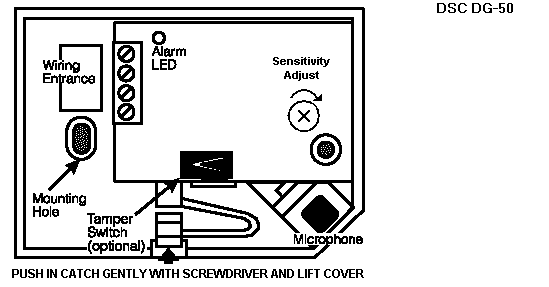 DSC DG-50
Alarm
LED
Wiring
Entrance
Sensitivity
Adjust
Mounting
Hole
Tamper
Switch
(optional)
Microphone
PUSH IN CATCH GENTLY WITH SCREWDRIVER AND LIFT COVER